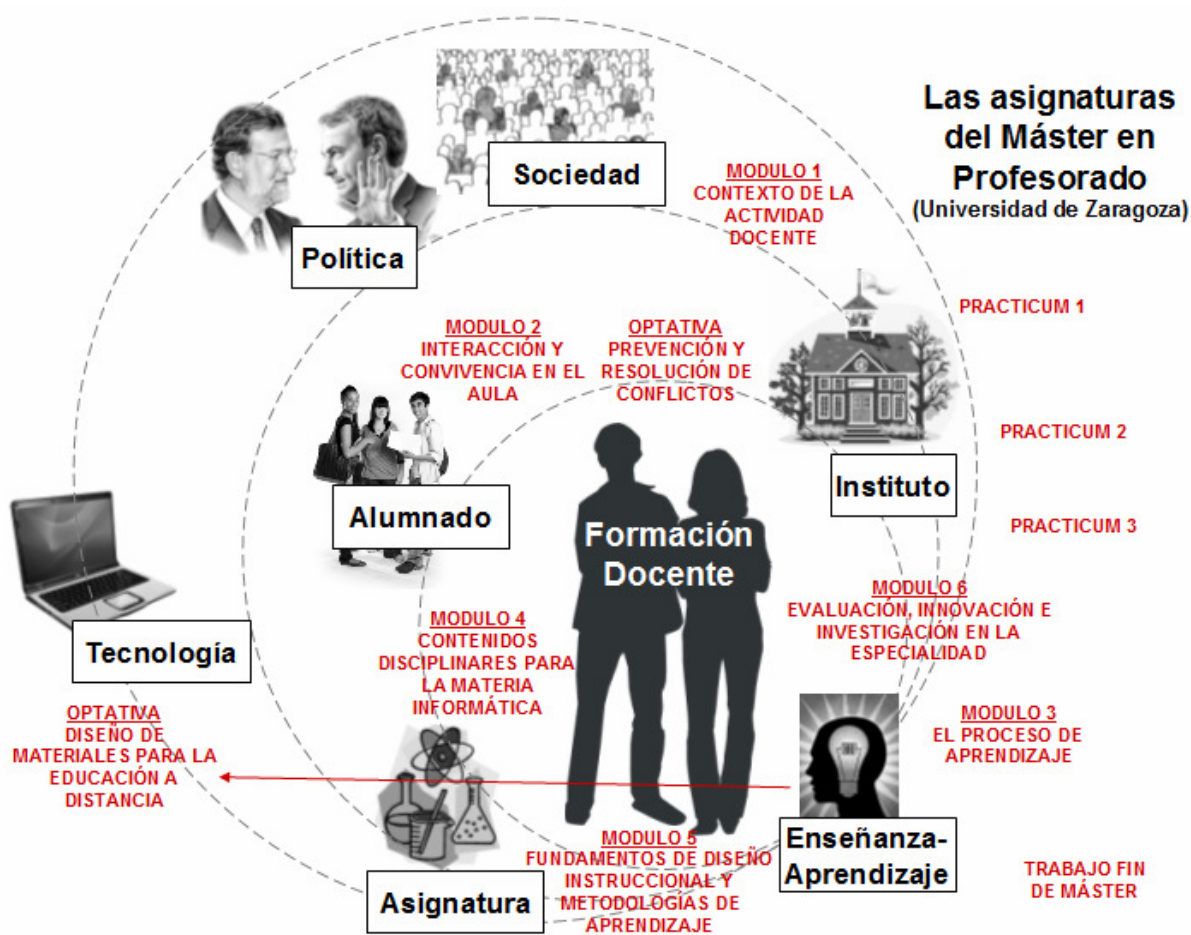 Las asignaturas
del Máster en
Profesorado
(Universidad de Zaragoza)
Sociedad
Política
MODULO 1
CONTEXTO DE LA
ACTIVIDAD
DOCENTE
PRACTICUM 1
MODULO 2
INTERACCIÓN Y
CONVIVENCIA EN EL
AULA
OPTATIVA
PREVENCIÓN Y
RESOLUCIÓN DE
CONFLICTOS
PRACTICUM 2
Instituto
Alumnado
Formación
Docente
PRACTICUM 3
MODULO 6
EVALUACIÓN, INNOVACIÓN E
INVESTIGACIÓN EN LA
ESPECIALIDAD
MODULO 4
CONTENIDOS
DISCIPLINARES PARA
LA MATERIA
INFORMÁTICA
Tecnología
OPTATIVA
DISEÑO DE
MATERIALES PARA LA
EDUCACIÓN A
DISTANCIA
MODULO 3
EL PROCESO DE
APRENDIZAJE
MODULO 5
FUNDAMENTOS DE DISEÑO
INSTRUCCIONAL Y
METODOLOGÍAS DE
APRENDIZAJE
Enseñanza-
Aprendizaje
Asignatura
TRABAJO FIN
DE MÁSTER